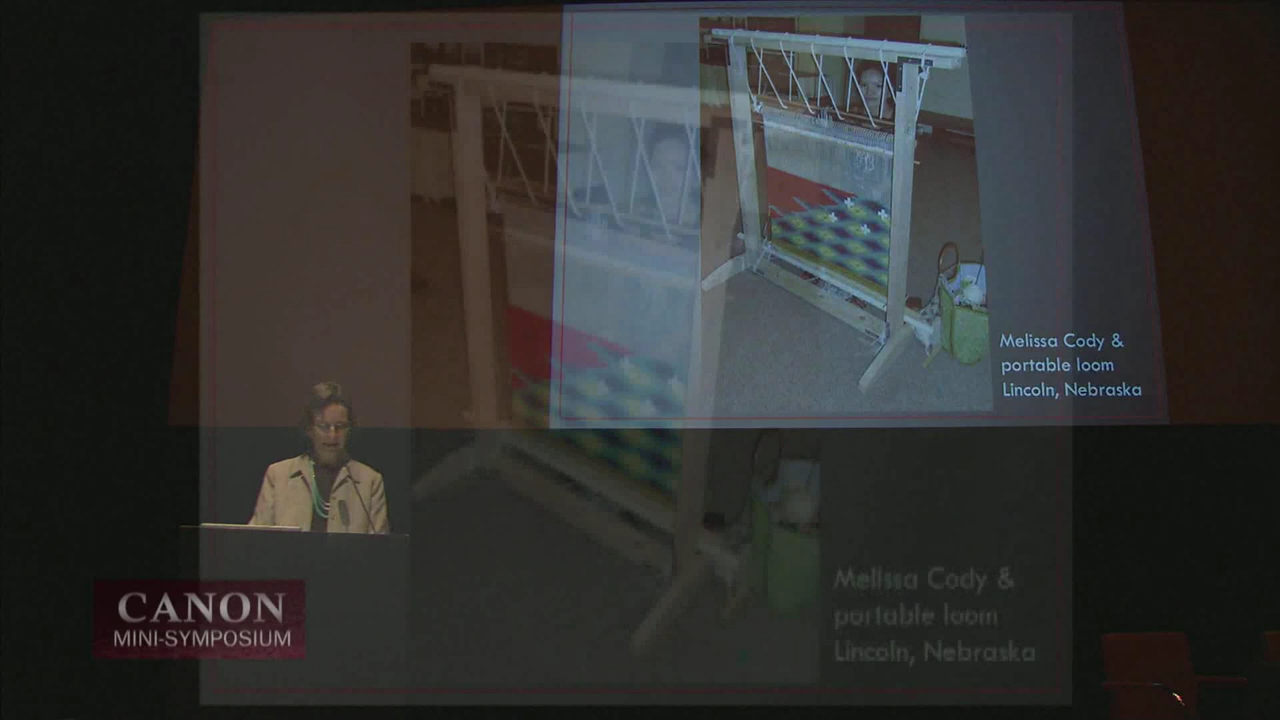 Melissa Cody &
portable loom
Lincoln, Nebraska
CANON
MINI-SYMPOSIUM
Melissa Cody &
portable loom
Lincoln, Nebraska